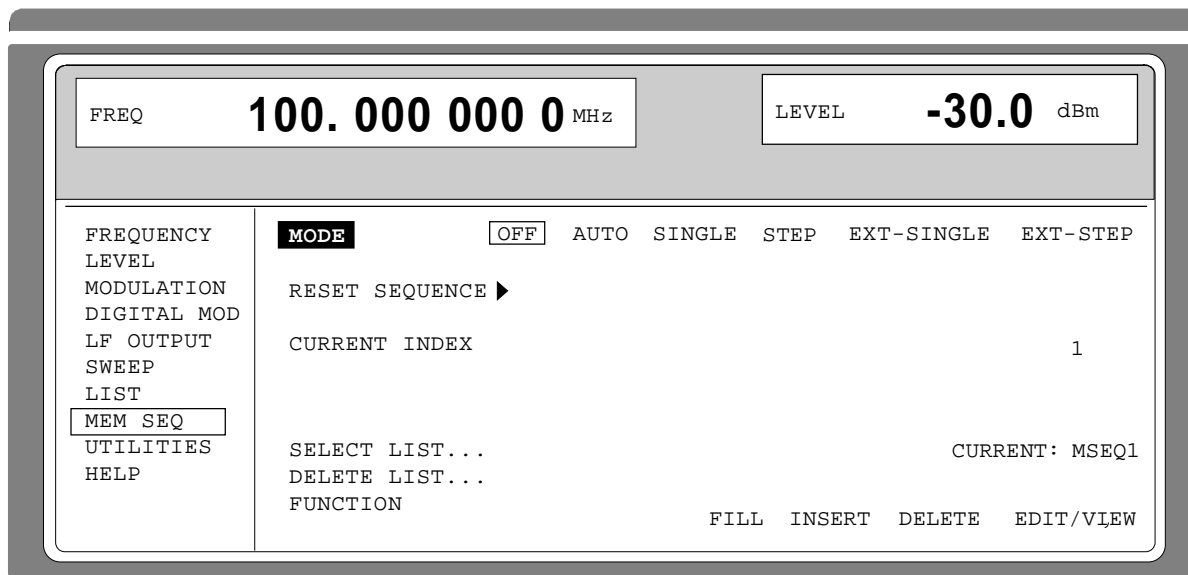 FREQ 100. 000 000 0 MHz LEVEL -30.0 dBm
FREQUENCY
LEVEL
MODULATION
DIGITAL MOD
LF OUTPUT
SWEEP
LIST
MEM SEQ
UTILITIES
HELP
MODE OFF AUTO SINGLE STEP EXT-SINGLE EXT-STEP
RESET SEQUENCE
CURRENT INDEX 1
SELECT LIST... CURRENT: MSEQ1
DELETE LIST...
FUNCTION
FILL INSERT DELETE EDIT/VIEW